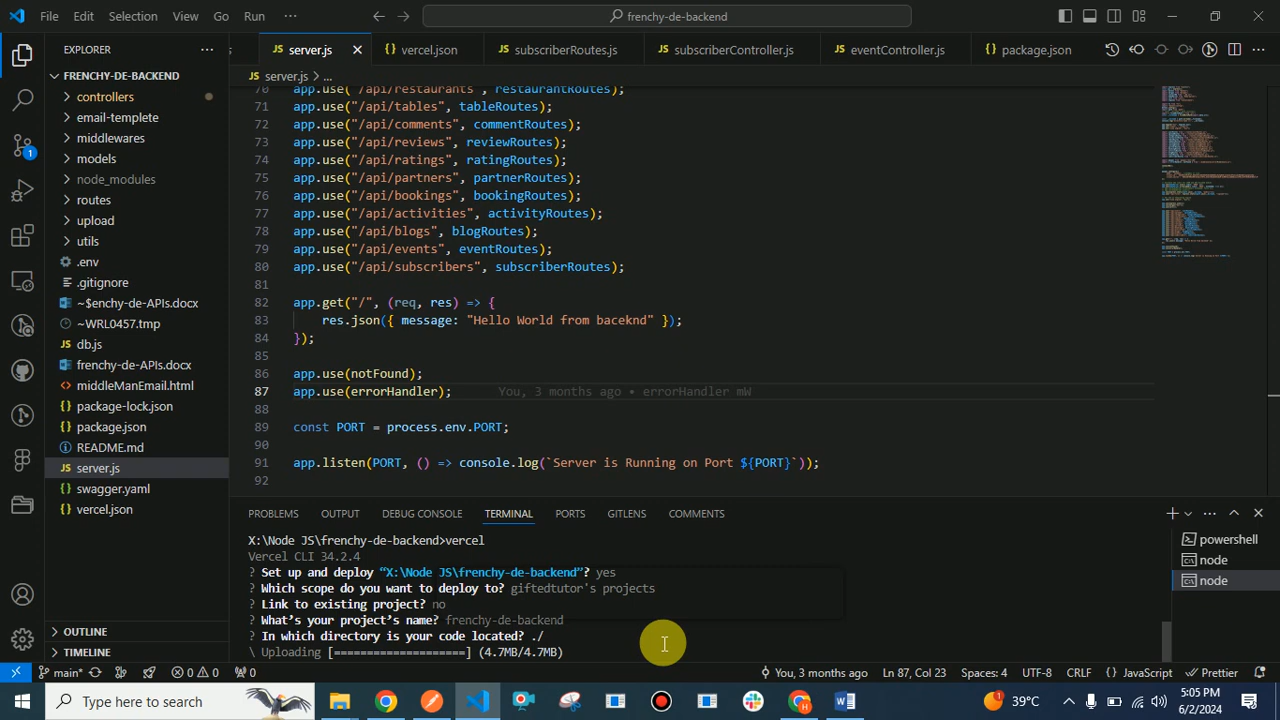 File Edit Selection View Go Run ··· frenchy-de-backend
EXPLORER ···
server.js vercel.json subscriberRoutes.js subscriberController.js eventController.js package.json
FRENCHY-DE-BACKEND
controllers
email-templete
middlewares
models
node_modules
routes
upload
utils
.env
.gitignore
~$enchy-de-APIs.docx
~WRL0457.tmp
db.js
frenchy-de-APIs.docx
middleManEmail.html
package-lock.json
package.json
README.md
server.js
swagger.yaml
vercel.json
OUTLINE
TIMELINE
JS server.js > ...
70 app.use("/api/restaurants", restaurantRoutes);
71 app.use("/api/tables", tableRoutes);
72 app.use("/api/comments", commentRoutes);
73 app.use("/api/reviews", reviewRoutes);
74 app.use("/api/ratings", ratingRoutes);
75 app.use("/api/partners", partnerRoutes);
76 app.use("/api/bookings", bookingRoutes);
77 app.use("/api/activities", activityRoutes);
78 app.use("/api/blogs", blogRoutes);
79 app.use("/api/events", eventRoutes);
80 app.use("/api/subscribers", subscriberRoutes);
81
82 app.get("/", (req, res) => {
83 res.json({ message: "Hello World from baceknd" });
84 });
85
86 app.use(notFound);
87 app.use(errorHandler); You, 3 months ago • errorHandler mW
88
89 const PORT = process.env.PORT;
90
91 app.listen(PORT, () => console.log(`Server is Running on Port ${PORT}`));
92
PROBLEMS OUTPUT DEBUG CONSOLE TERMINAL PORTS GITLENS COMMENTS
X:\Node JS\frenchy-de-backend>vercel
Vercel CLI 34.2.4
? Set up and deploy “X:\Node JS\frenchy-de-backend”? yes
? Which scope do you want to deploy to? giftedtutor's projects
? Link to existing project? no
? What’s your project’s name? frenchy-de-backend
? In which directory is your code located? ./
\ Uploading [====================] (4.7MB/4.7MB)
powershell
node
node
main* 0 0 0 You, 3 months ago Ln 87, Col 23 Spaces: 4 UTF-8 CRLF JavaScript Prettier
Type here to search 39°C 5:05 PM
6/2/2024